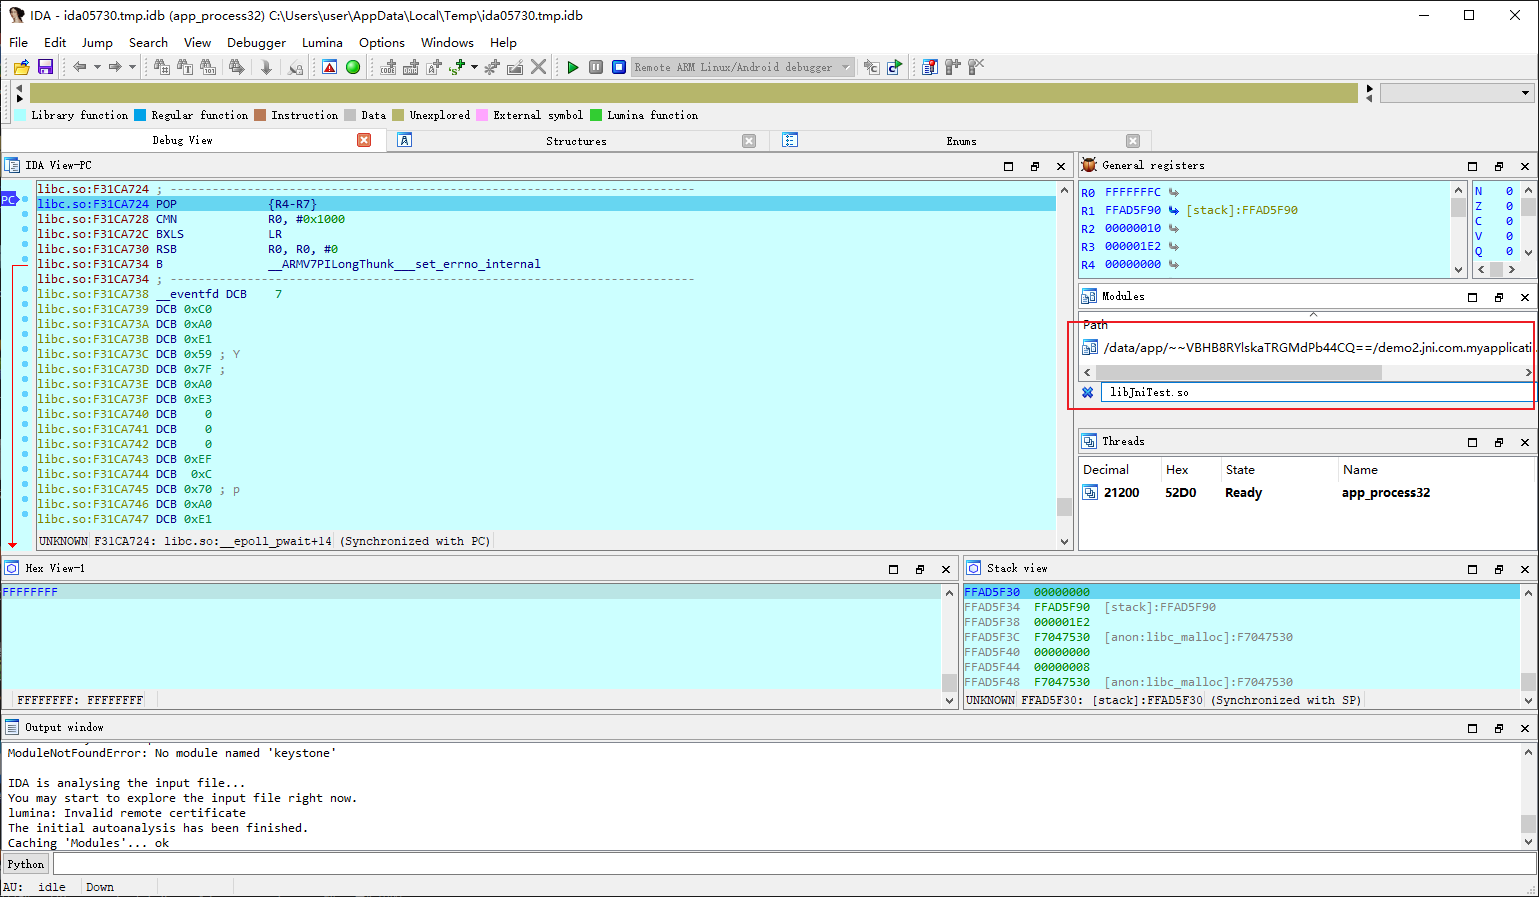 IDA - ida05730.tmp.idb (app_process32) C:\Users\user\AppData\Local\Temp\ida05730.tmp.idb
File Edit Jump Search View Debugger Lumina Options Windows Help
Remote ARM Linux/Android debugger
Library function Regular function Instruction Data Unexplored External symbol Lumina function
Debug View Structures Enums
IDA View-PC
PC
libc.so:F31CA724 ; ---------------------------------------------------------------------------
libc.so:F31CA724 POP {R4-R7}
libc.so:F31CA728 CMN R0, #0x1000
libc.so:F31CA72C BXLS LR
libc.so:F31CA730 RSB R0, R0, #0
libc.so:F31CA734 B __ARMV7PILongThunk___set_errno_internal
libc.so:F31CA734 ; ---------------------------------------------------------------------------
libc.so:F31CA738 __eventfd DCB 7
libc.so:F31CA739 DCB 0xC0
libc.so:F31CA73A DCB 0xA0
libc.so:F31CA73B DCB 0xE1
libc.so:F31CA73C DCB 0x59 ; Y
libc.so:F31CA73D DCB 0x7F ;
libc.so:F31CA73E DCB 0xA0
libc.so:F31CA73F DCB 0xE3
libc.so:F31CA740 DCB 0
libc.so:F31CA741 DCB 0
libc.so:F31CA742 DCB 0
libc.so:F31CA743 DCB 0xEF
libc.so:F31CA744 DCB 0xC
libc.so:F31CA745 DCB 0x70 ; p
libc.so:F31CA746 DCB 0xA0
libc.so:F31CA747 DCB 0xE1
UNKNOWN F31CA724: libc.so:__epoll_pwait+14 (Synchronized with PC)
General registers
R0 FFFFFFFC
R1 FFAD5F90 [stack]:FFAD5F90
R2 00000010
R3 000001E2
R4 00000000
N 0
Z 0
C 0
V 0
Q 0
Modules
Path
/data/app/~~VBHB8RYlskaTRGMdPb44CQ==/demo2.jni.com.myapplicati
libJniTest.so
Threads
Decimal Hex State Name
21200 52D0 Ready app_process32
Hex View-1
FFFFFFFF
FFFFFFFF: FFFFFFFF
Stack view
FFAD5F30 00000000
FFAD5F34 FFAD5F90 [stack]:FFAD5F90
FFAD5F38 000001E2
FFAD5F3C F7047530 [anon:libc_malloc]:F7047530
FFAD5F40 00000000
FFAD5F44 00000008
FFAD5F48 F7047530 [anon:libc_malloc]:F7047530
UNKNOWN FFAD5F30: [stack]:FFAD5F30 (Synchronized with SP)
Output window
ModuleNotFoundError: No module named 'keystone'
IDA is analysing the input file...
You may start to explore the input file right now.
lumina: Invalid remote certificate
The initial autoanalysis has been finished.
Caching 'Modules'... ok
Python
AU: idle Down